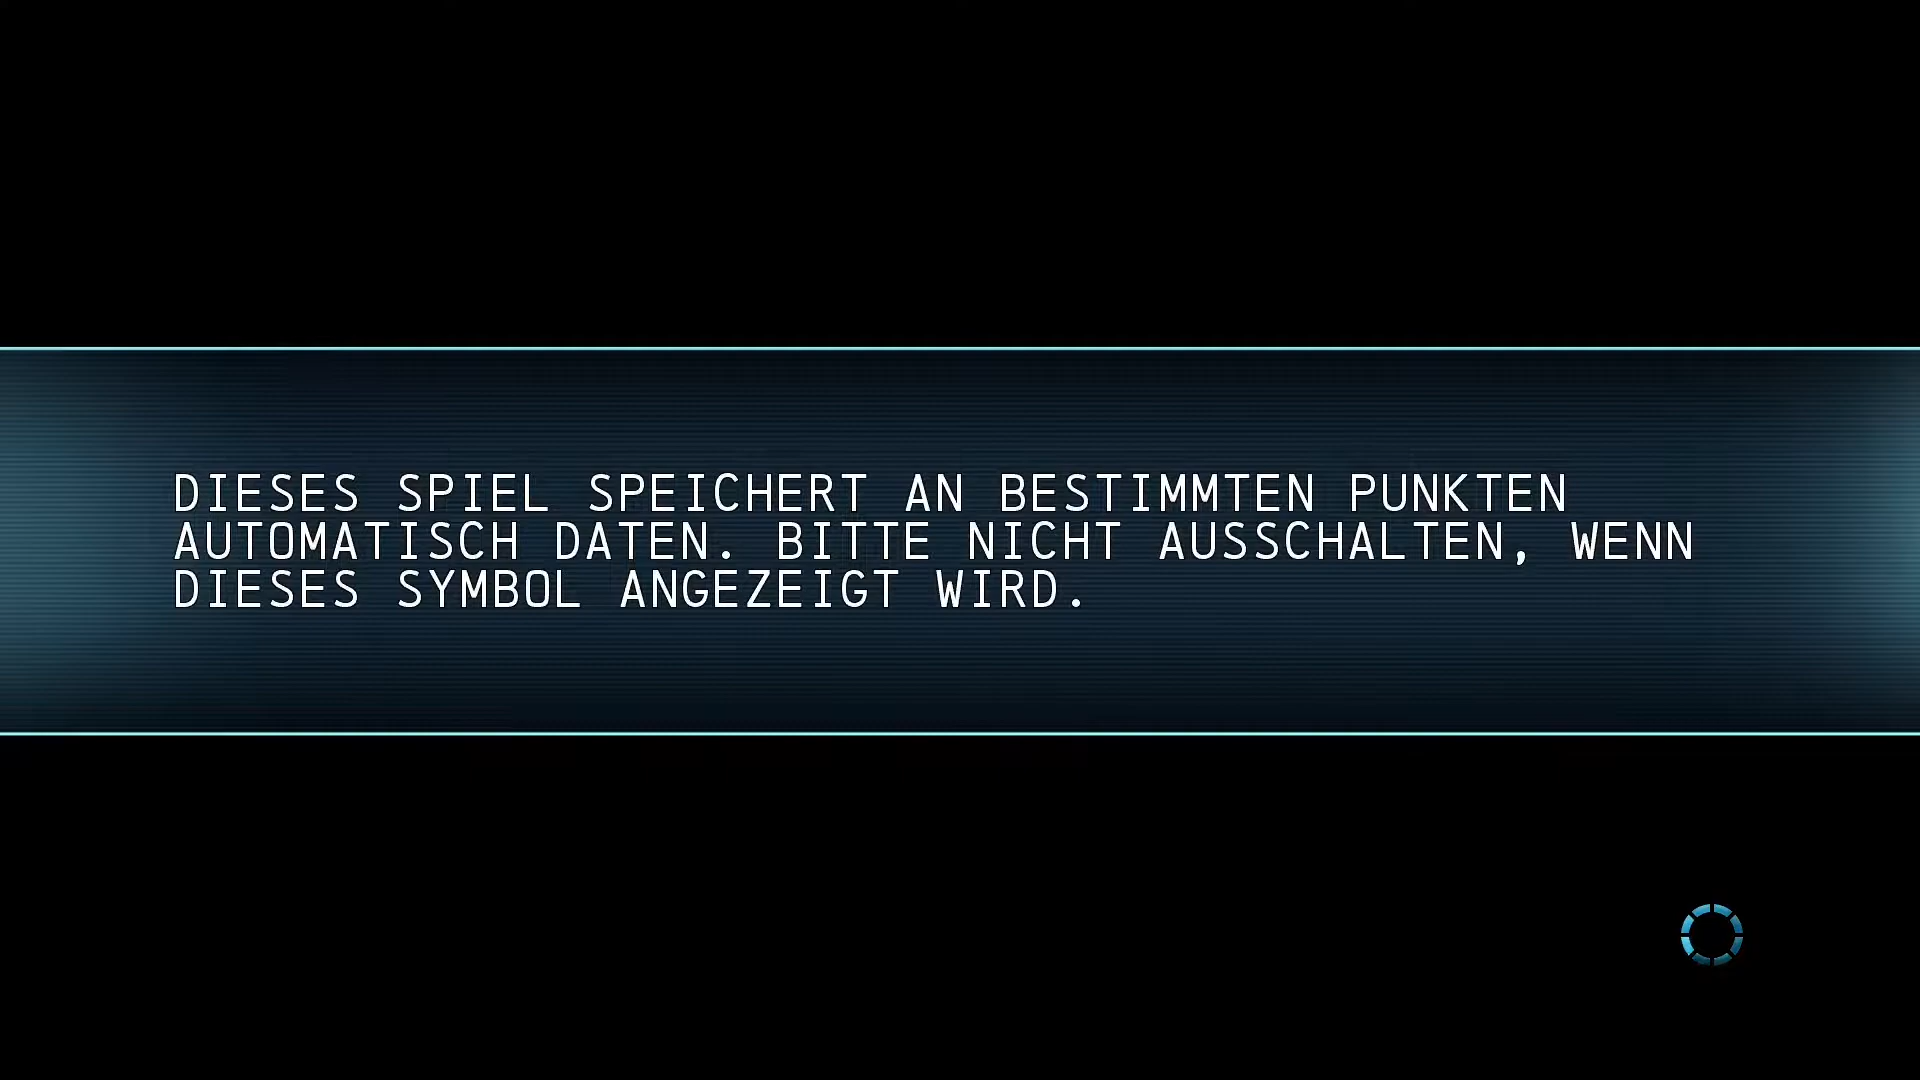 DIESES SPIEL SPEICHERT AN BESTIMMTEN PUNKTEN
AUTOMATISCH DATEN. BITTE NICHT AUSSCHALTEN, WENN
DIESES SYMBOL ANGEZEIGT WIRD.